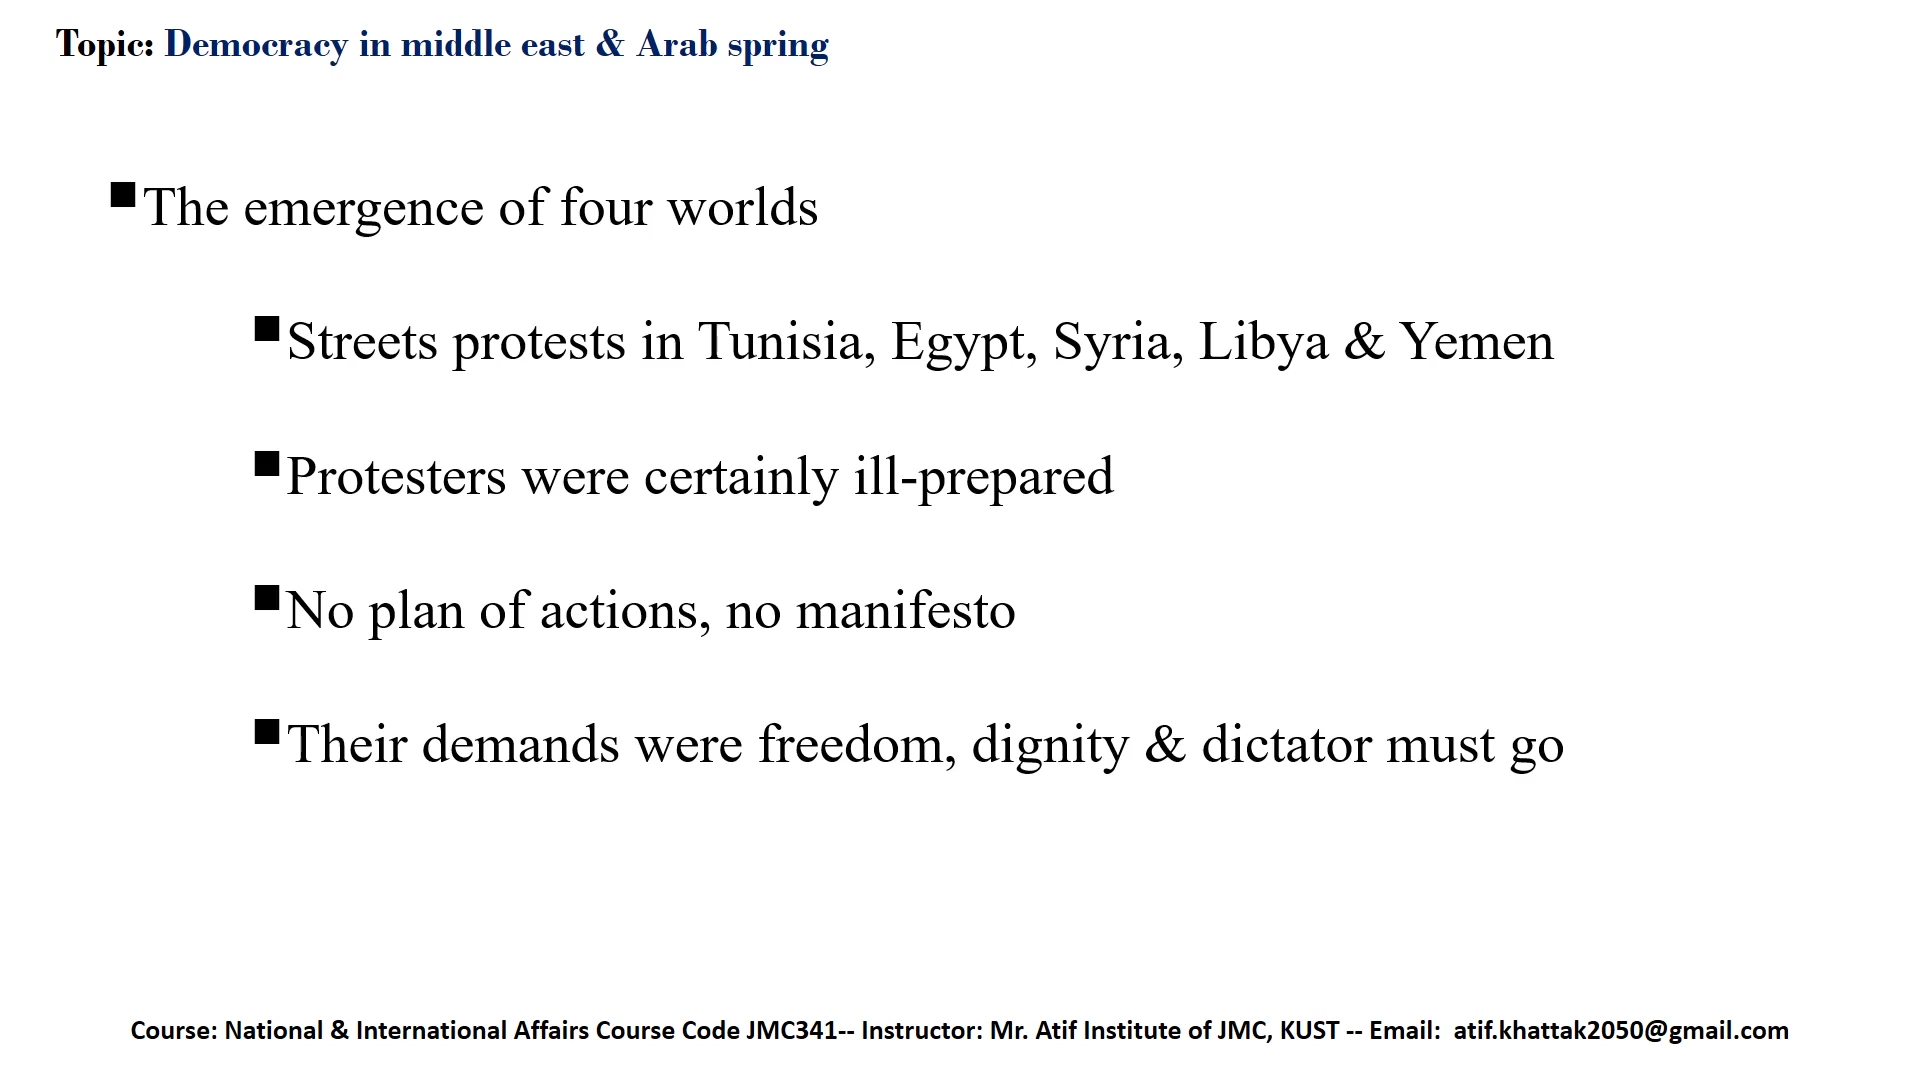 Topic: Democracy in middle east & Arab spring
▪The emergence of four worlds
▪Streets protests in Tunisia, Egypt, Syria, Libya & Yemen
▪Protesters were certainly ill-prepared
▪No plan of actions, no manifesto
▪Their demands were freedom, dignity & dictator must go
Course: National & International Affairs Course Code JMC341-- Instructor: Mr. Atif Institute of JMC, KUST -- Email: atif.khattak2050@gmail.com